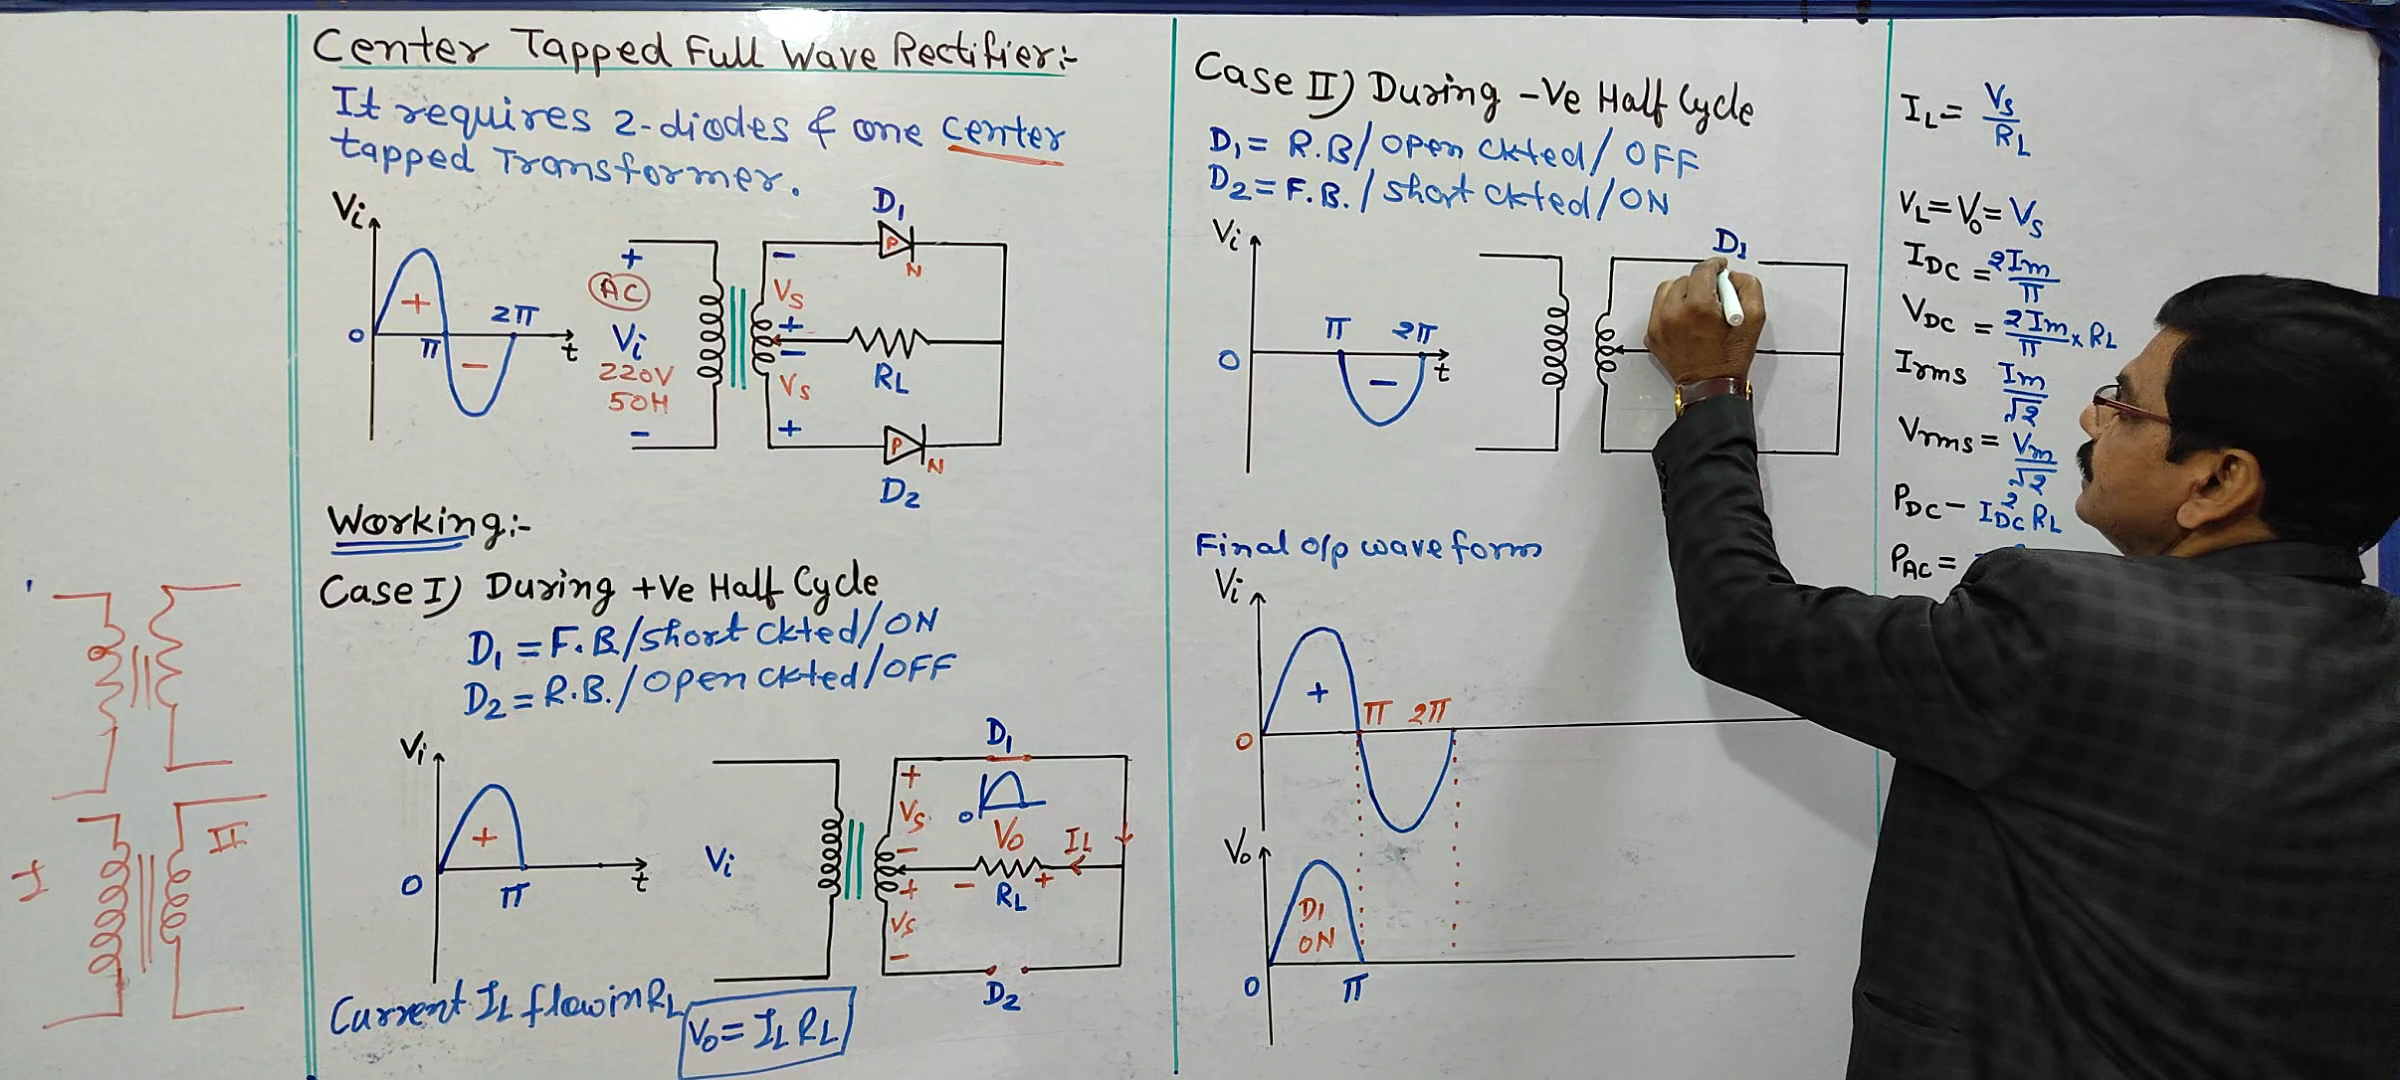 Center Tapped Full Wave Rectifier:-
It requires 2-diodes & one center
tapped Transformer.
Vi
+
-
0
π
2π
t
+
AC
Vi
220V
50H
-
-
Vs
+
-
Vs
+
D1
P
N
RL
P
N
D2
Working:-
Case I) During +Ve Half Cycle
D1 = F.B/short ckted/ON
D2 = R.B./open ckted/OFF
Vi
+
0
π
t
Vi
+
Vs
-
+
Vs
-
D1
0
Vo
IL
-
+
RL
D2
Current IL flow in RL
Vo = IL RL
I
II
Case II) During -Ve Half Cycle
D1 = R.B/open ckted/OFF
D2 = F.B./short ckted/ON
Vi
0
π
2π
t
-
D1
Final o/p wave form
Vi
+
0
π
2π
Vo
D1
ON
0
π
IL = Vs/RL
VL = Vo = Vs
IDC = 2Im/π
VDC = 2Im/π x RL
Irms Im/√2
Vrms = Vm/√2
PDC - I²DC RL
PAC =